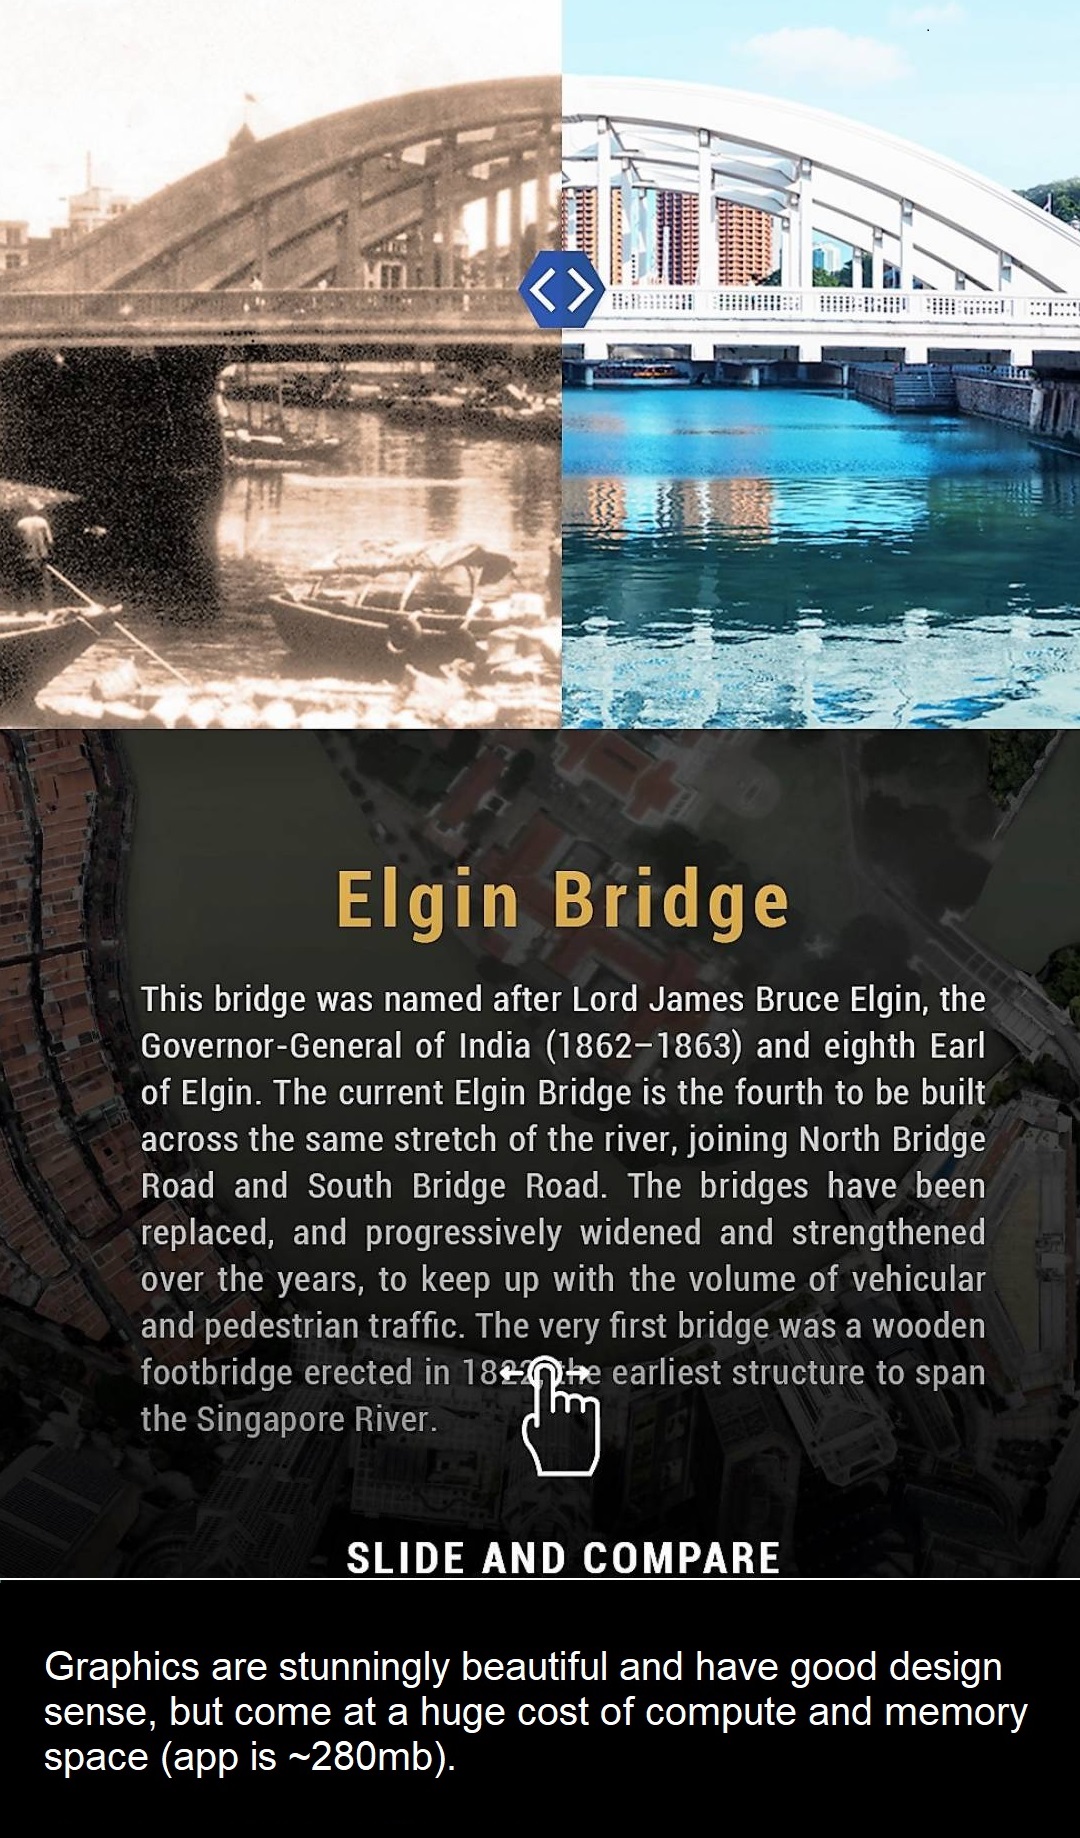 Elgin Bridge
This bridge was named after Lord James Bruce Elgin, the
Governor-General of India (1862–1863) and eighth Earl
of Elgin. The current Elgin Bridge is the fourth to be built
across the same stretch of the river, joining North Bridge
Road and South Bridge Road. The bridges have been
replaced, and progressively widened and strengthened
over the years, to keep up with the volume of vehicular
and pedestrian traffic. The very first bridge was a wooden
footbridge erected in the earliest structure to span
the Singapore River.
SLIDE AND COMPARE
Graphics are stunningly beautiful and have good design
sense, but come at a huge cost of compute and memory
space (app is ~280mb).